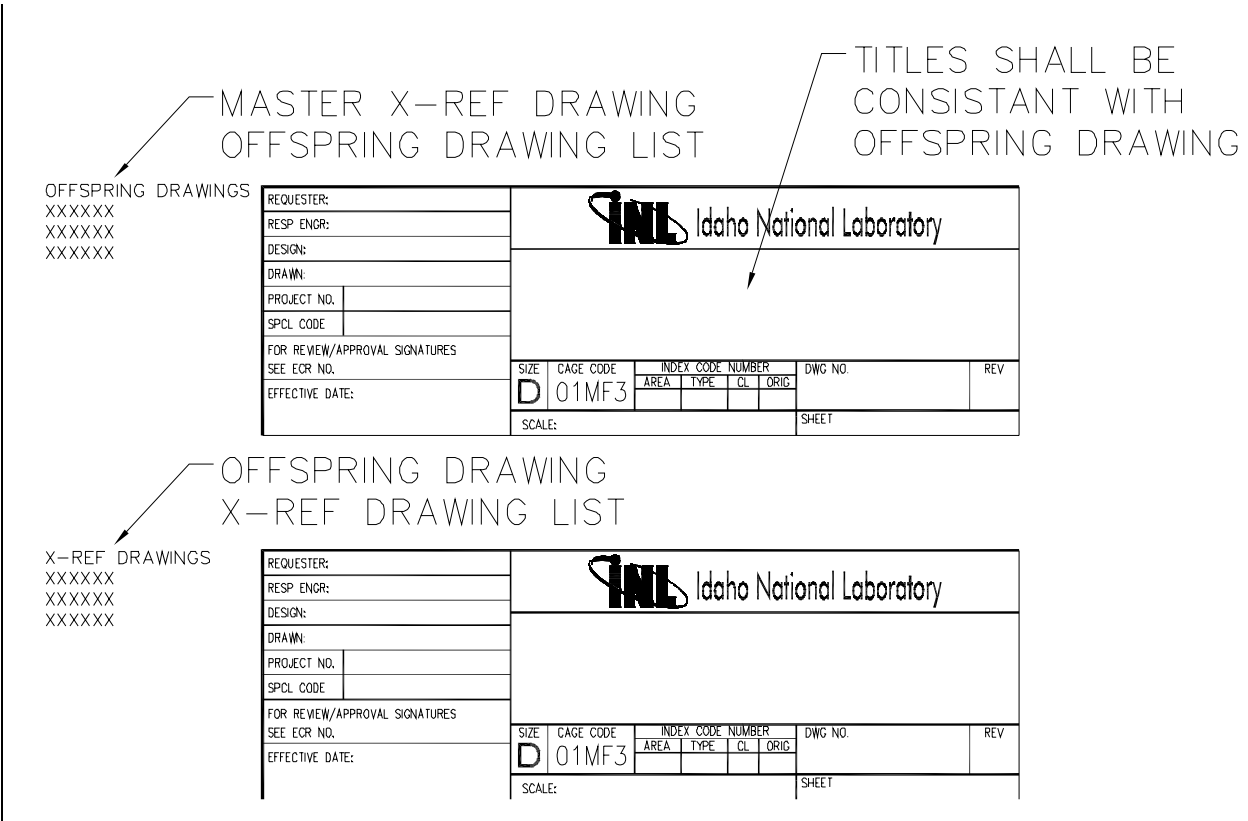 TITLES SHALL BE
CONSISTANT WITH
OFFSPRING DRAWING
MASTER X-REF DRAWING
OFFSPRING DRAWING LIST
OFFSPRING DRAWINGS
XXXXXX
XXXXXX
XXXXXX
REQUESTER:
RESP ENGR:
DESIGN:
DRAWN:
PROJECT NO.
SPCL CODE
FOR REVIEW/APPROVAL SIGNATURES
SEE ECR NO.
EFFECTIVE DATE:
INL Idaho National Laboratory
SIZE CAGE CODE INDEX CODE NUMBER DWG NO. REV
AREA TYPE CL ORIG
D 01MF3
SCALE: SHEET
OFFSPRING DRAWING
X-REF DRAWING LIST
X-REF DRAWINGS
XXXXXX
XXXXXX
XXXXXX
REQUESTER:
RESP ENGR:
DESIGN:
DRAWN:
PROJECT NO.
SPCL CODE
FOR REVIEW/APPROVAL SIGNATURES
SEE ECR NO.
EFFECTIVE DATE:
INL Idaho National Laboratory
SIZE CAGE CODE INDEX CODE NUMBER DWG NO. REV
AREA TYPE CL ORIG
D 01MF3
SCALE: SHEET